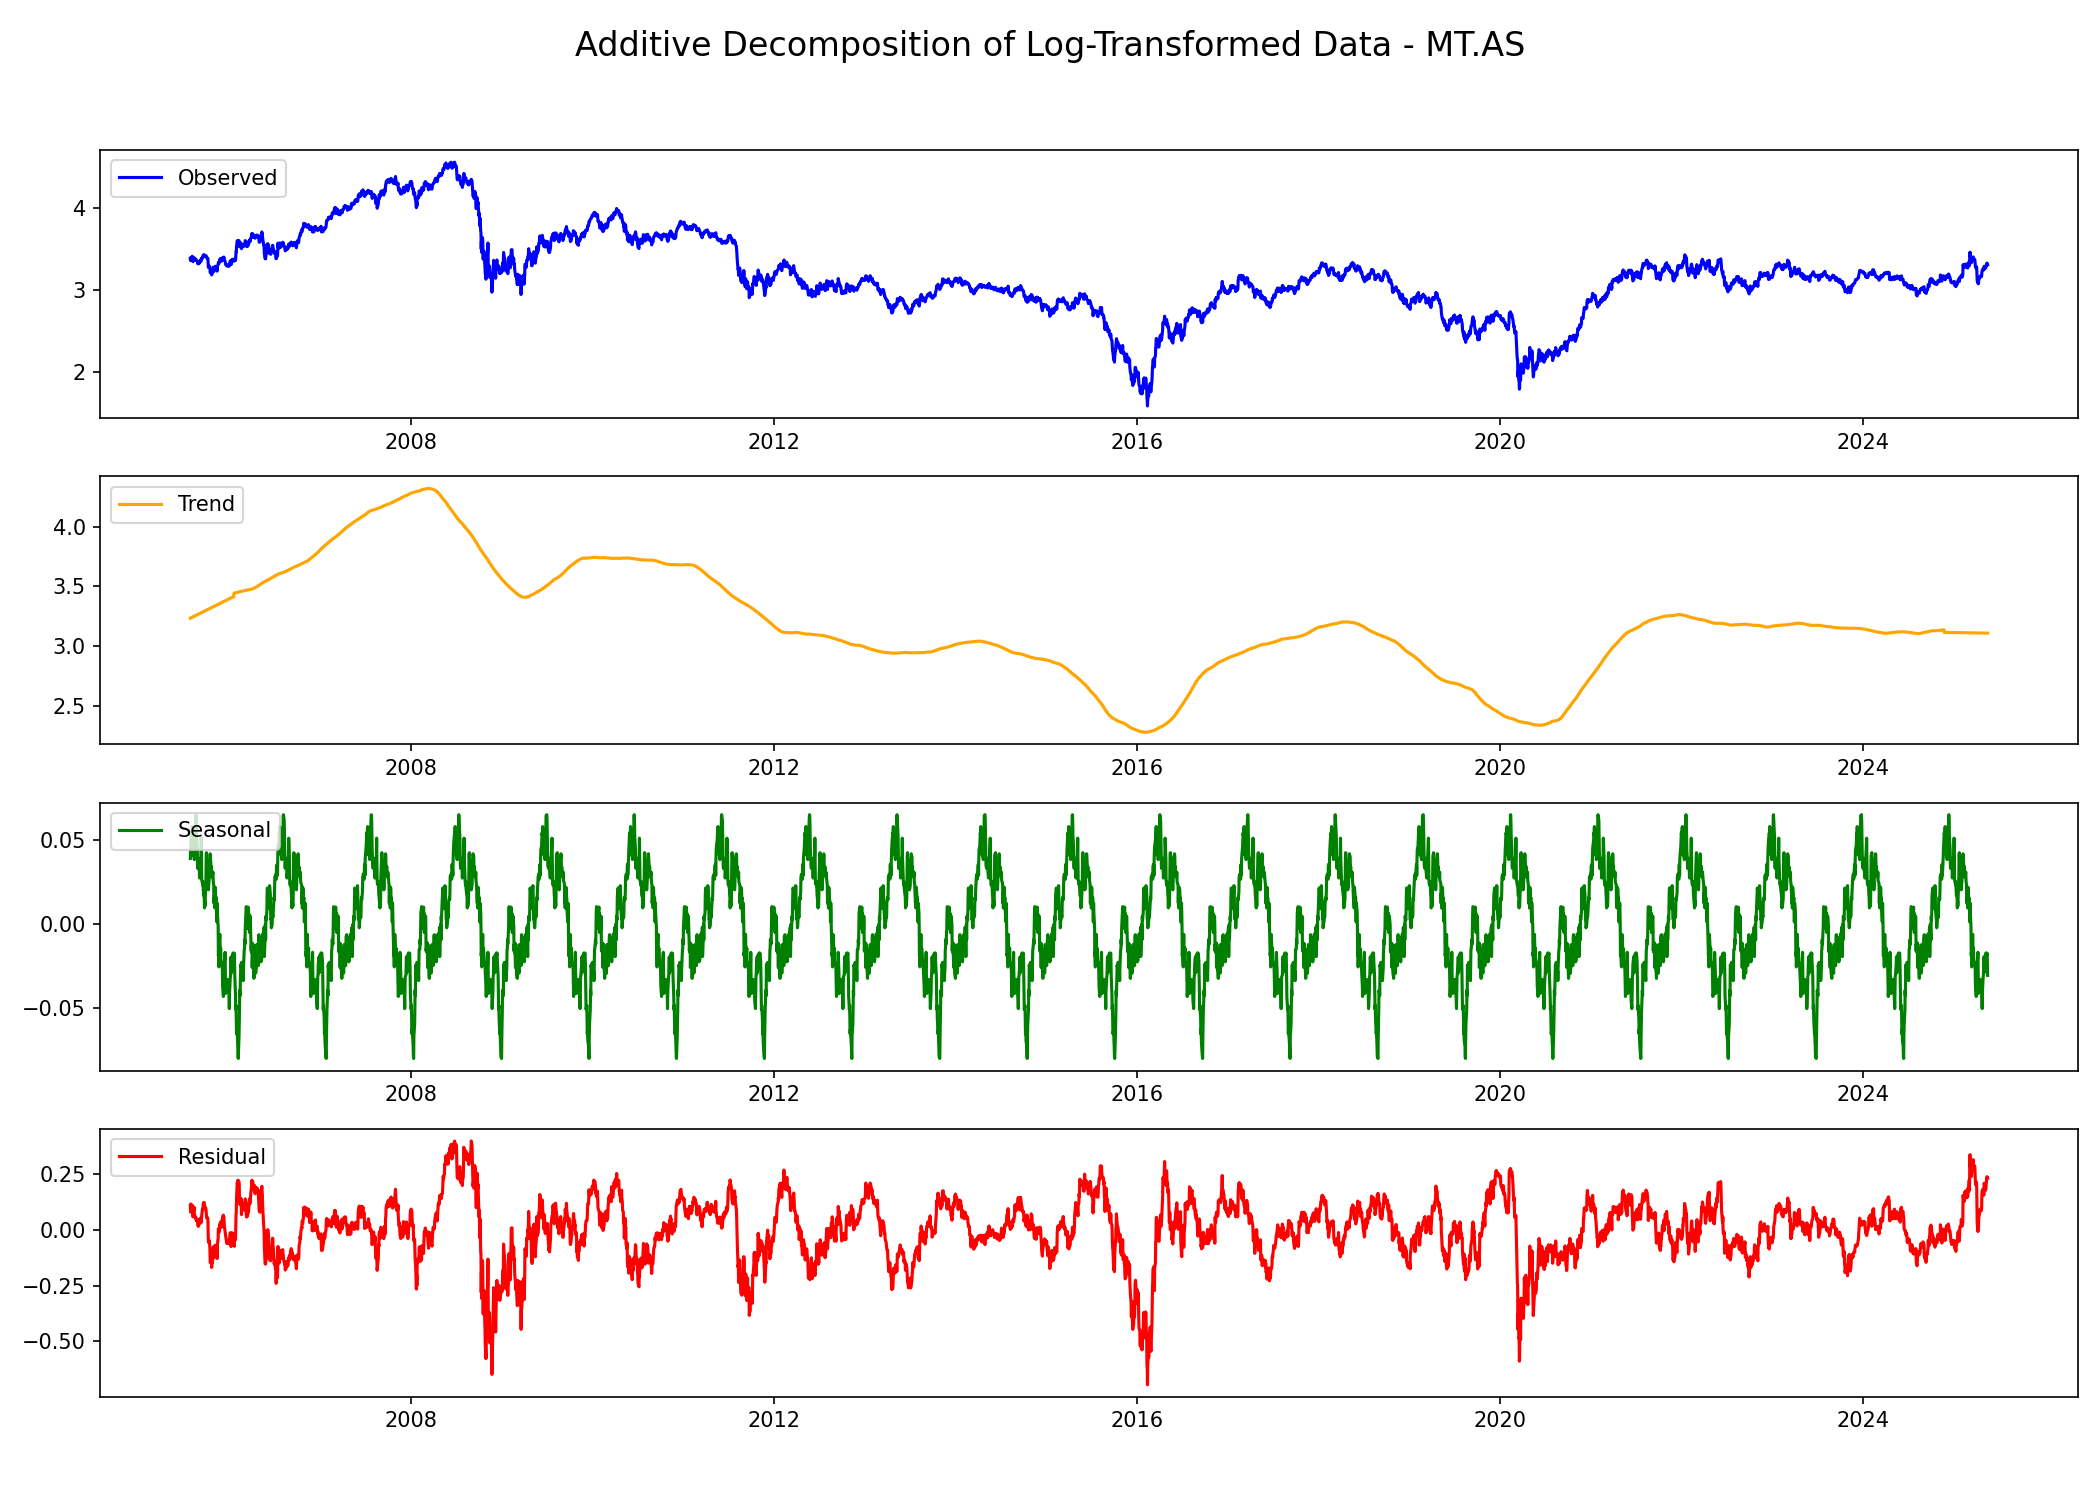 Additive Decomposition of Log-Transformed Data - MT.AS
Observed
4
3
2
2008 2012 2016 2020 2024
Trend
4.0
3.5
3.0
2.5
2008 2012 2016 2020 2024
Seasonal
0.05
0.00
−0.05
2008 2012 2016 2020 2024
Residual
0.25
0.00
−0.25
−0.50
2008 2012 2016 2020 2024